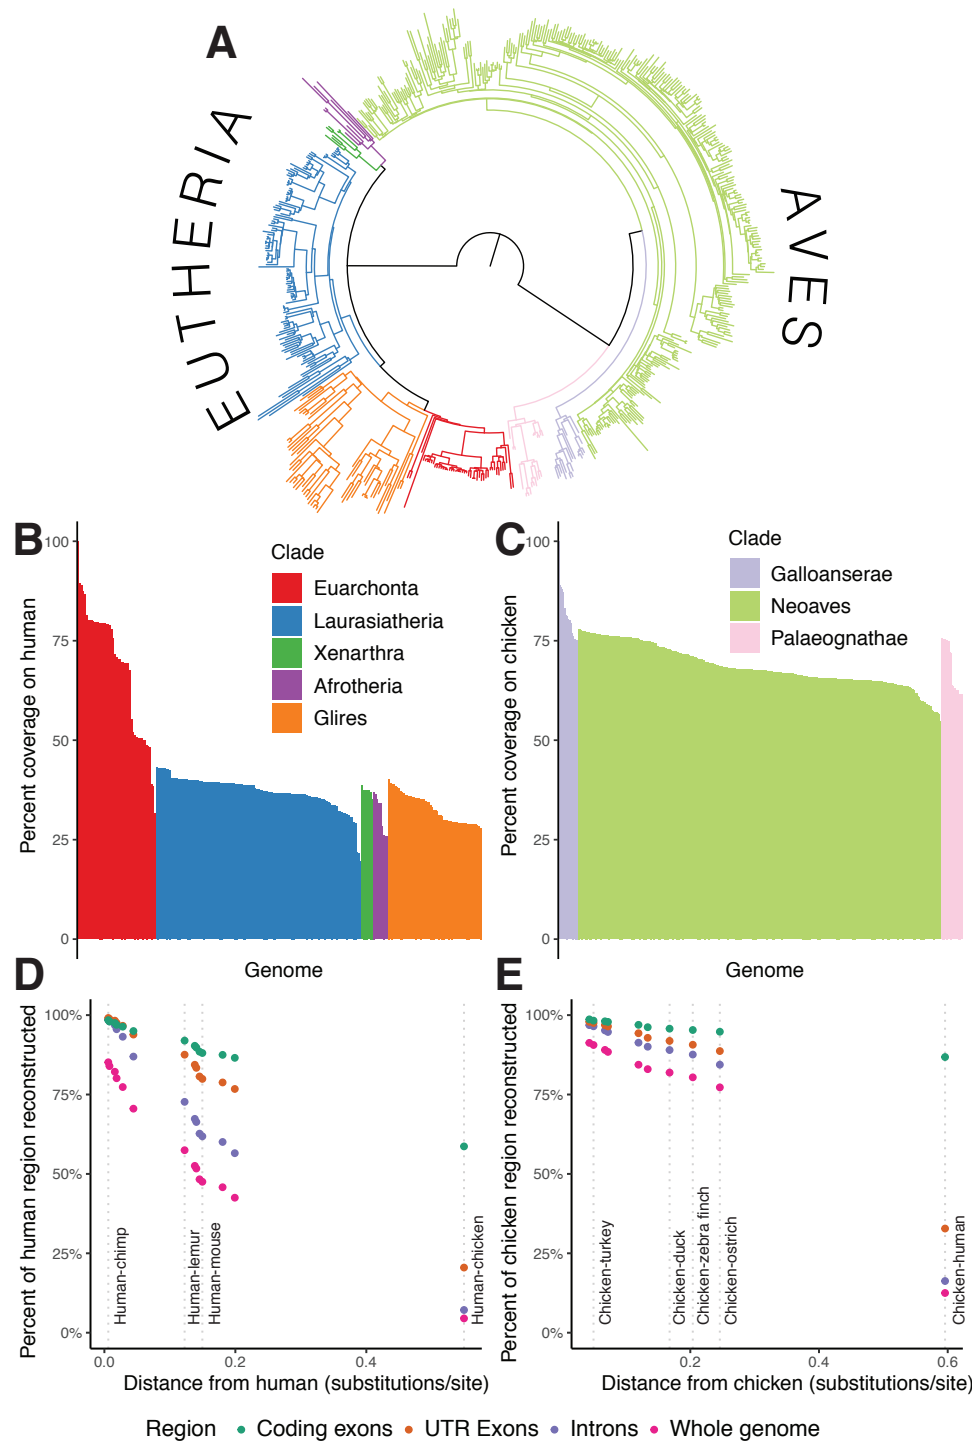 A
EUTHERIA
AVES
B
Percent coverage on human
100
75
50
25
0
Clade
Euarchonta
Laurasiatheria
Xenarthra
Afrotheria
Glires
Genome
C
Percent coverage on chicken
100
75
50
25
0
Clade
Galloanserae
Neoaves
Palaeognathae
Genome
D
Percent of human region reconstructed
100%
75%
50%
25%
0%
Human-chimp
Human-lemur
Human-mouse
Human-chicken
0.0 0.2 0.4
Distance from human (substitutions/site)
E
Percent of chicken region reconstructed
100%
75%
50%
25%
0%
Chicken-turkey
Chicken-duck
Chicken-zebra finch
Chicken-ostrich
Chicken-human
0.2 0.4 0.6
Distance from chicken (substitutions/site)
Region Coding exons UTR Exons Introns Whole genome